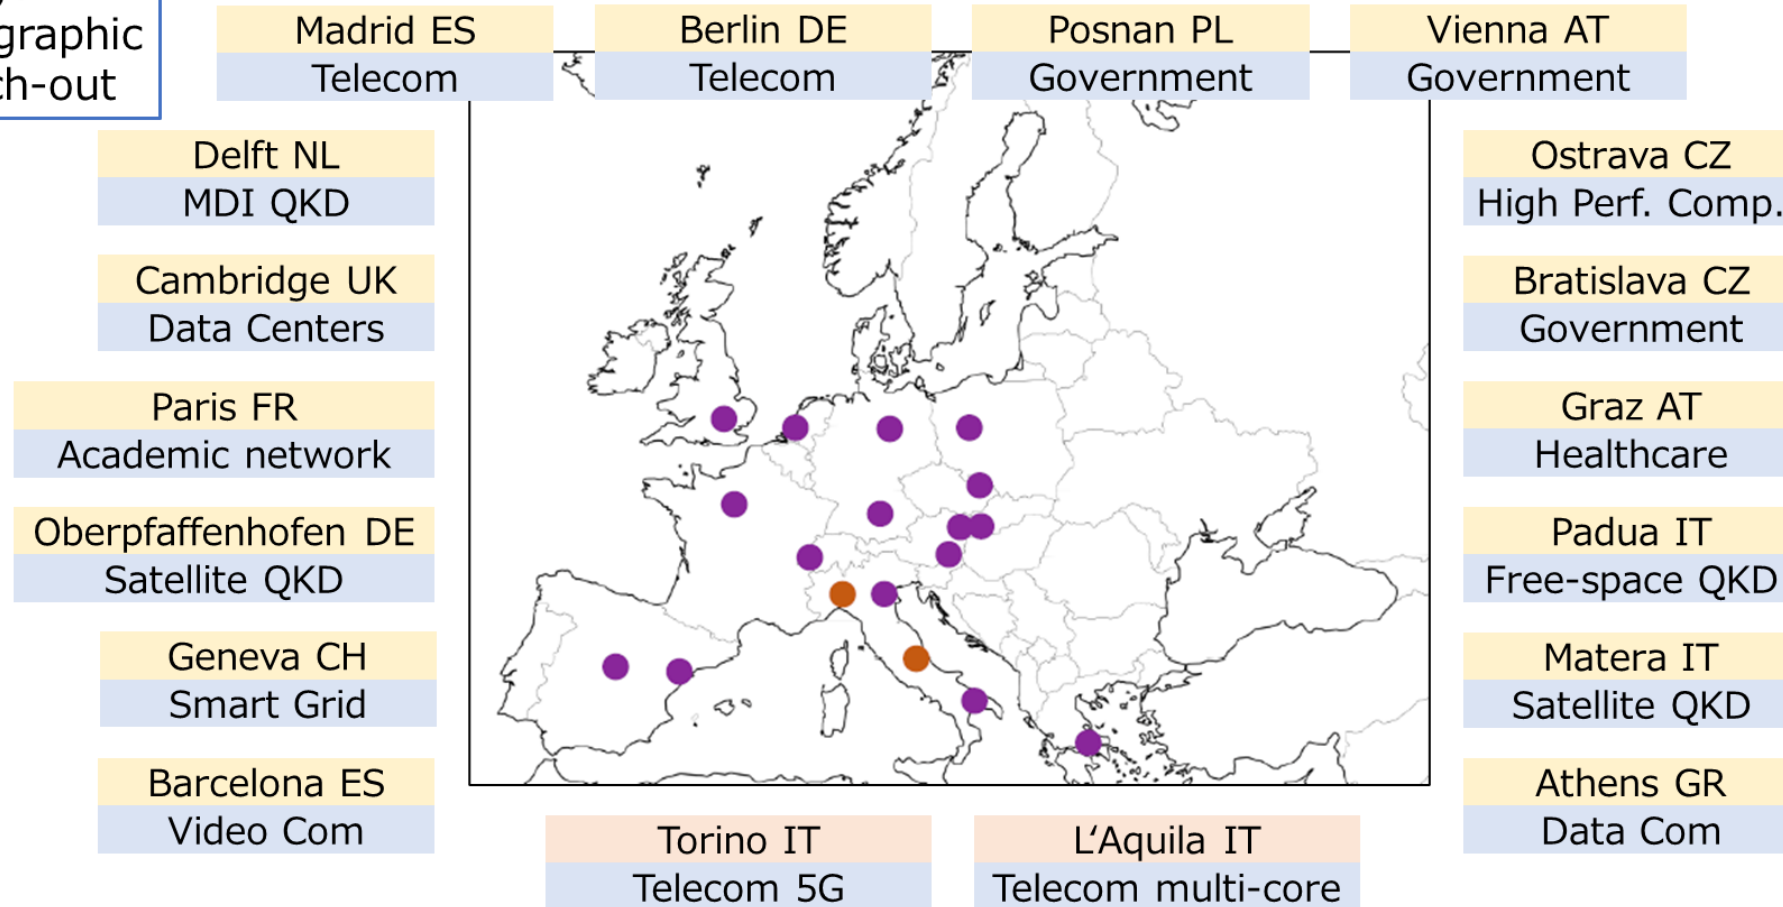 graphic
ch-out
Madrid ES
Telecom
Berlin DE
Telecom
Posnan PL
Government
Vienna AT
Government
Delft NL
MDI QKD
Cambridge UK
Data Centers
Paris FR
Academic network
Oberpfaffenhofen DE
Satellite QKD
Geneva CH
Smart Grid
Barcelona ES
Video Com
Ostrava CZ
High Perf. Comp.
Bratislava CZ
Government
Graz AT
Healthcare
Padua IT
Free-space QKD
Matera IT
Satellite QKD
Athens GR
Data Com
Torino IT
Telecom 5G
L‘Aquila IT
Telecom multi-core